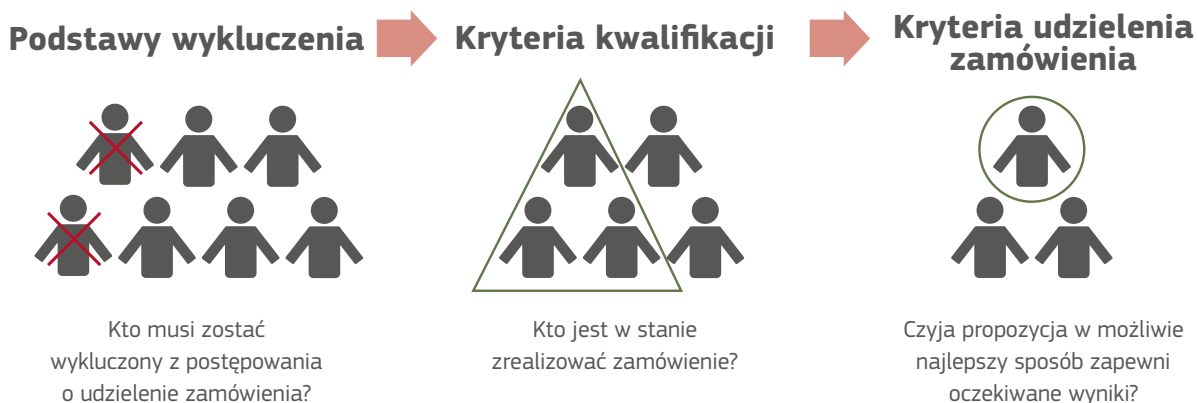 Podstawy wykluczenia
Kryteria kwalifikacji
Kryteria udzielenia
zamówienia
Kto musi zostać
wykluczony z postępowania
o udzielenie zamówienia?
Kto jest w stanie
zrealizować zamówienie?
Czyja propozycja w możliwie
najlepszy sposób zapewni
oczekiwane wyniki?